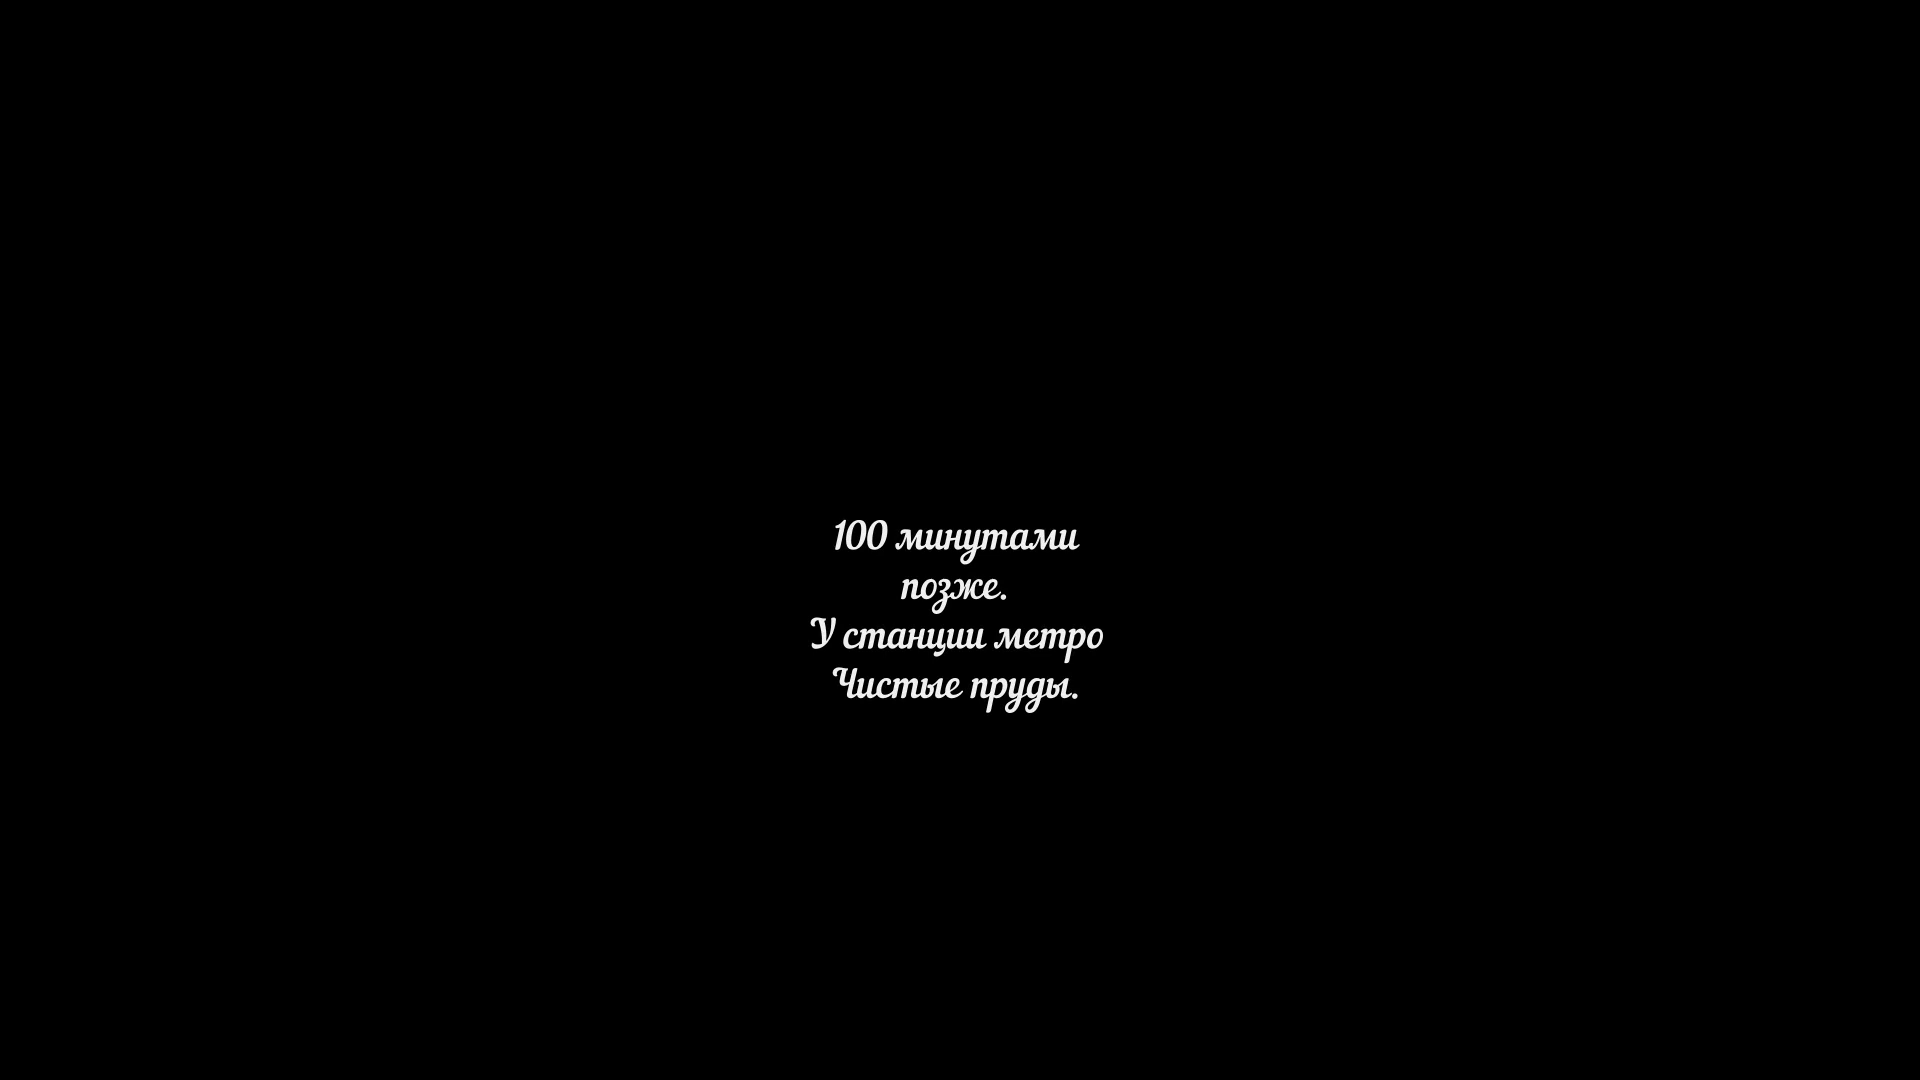 100 минутами
позже.
У станции метро
Чистые пруды.